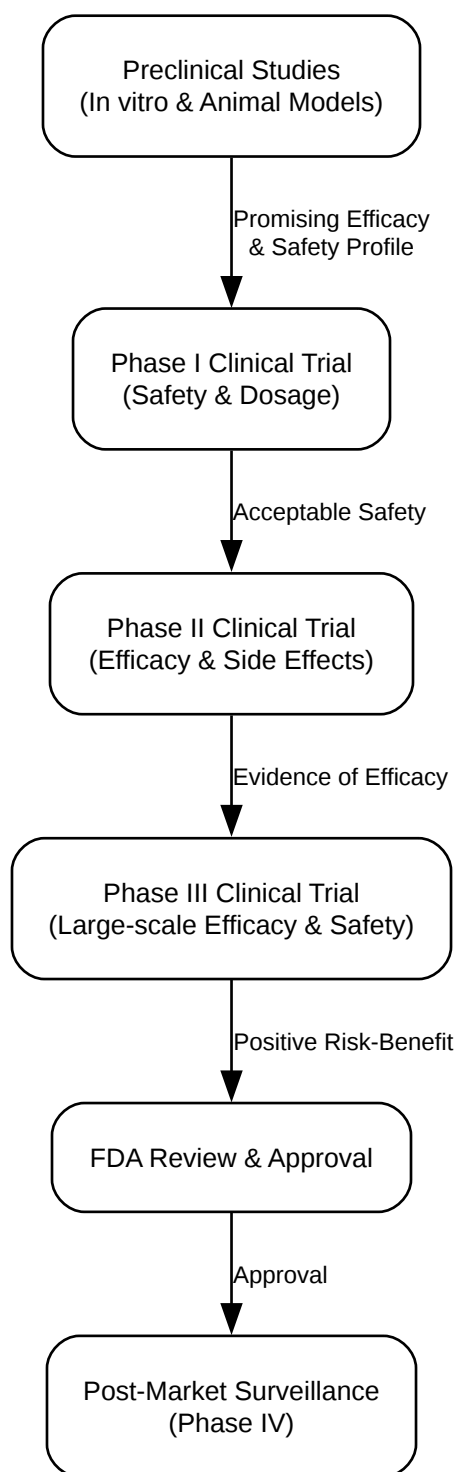 Preclinical Studies
(In vitro & Animal Models)
Promising Efficacy
& Safety Profile
Phase I Clinical Trial
(Safety & Dosage)
Acceptable Safety
Phase II Clinical Trial
(Efficacy & Side Effects)
Evidence of Efficacy
Phase III Clinical Trial
(Large-scale Efficacy & Safety)
Positive Risk-Benefit
FDA Review & Approval
Approval
Post-Market Surveillance
(Phase IV)